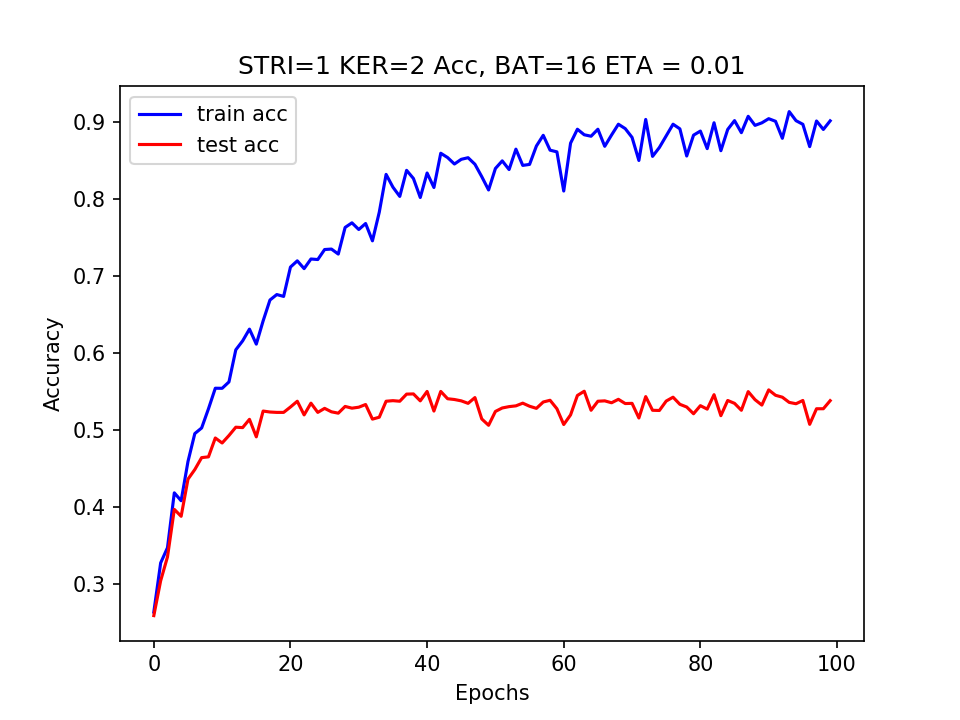 STRI=1 KER=2 Acc, BAT=16 ETA = 0.01
train acc
test acc
0.9
0.8
0.7
0.6
0.5
0.4
0.3
Accuracy
0 20 40 60 80 100
Epochs